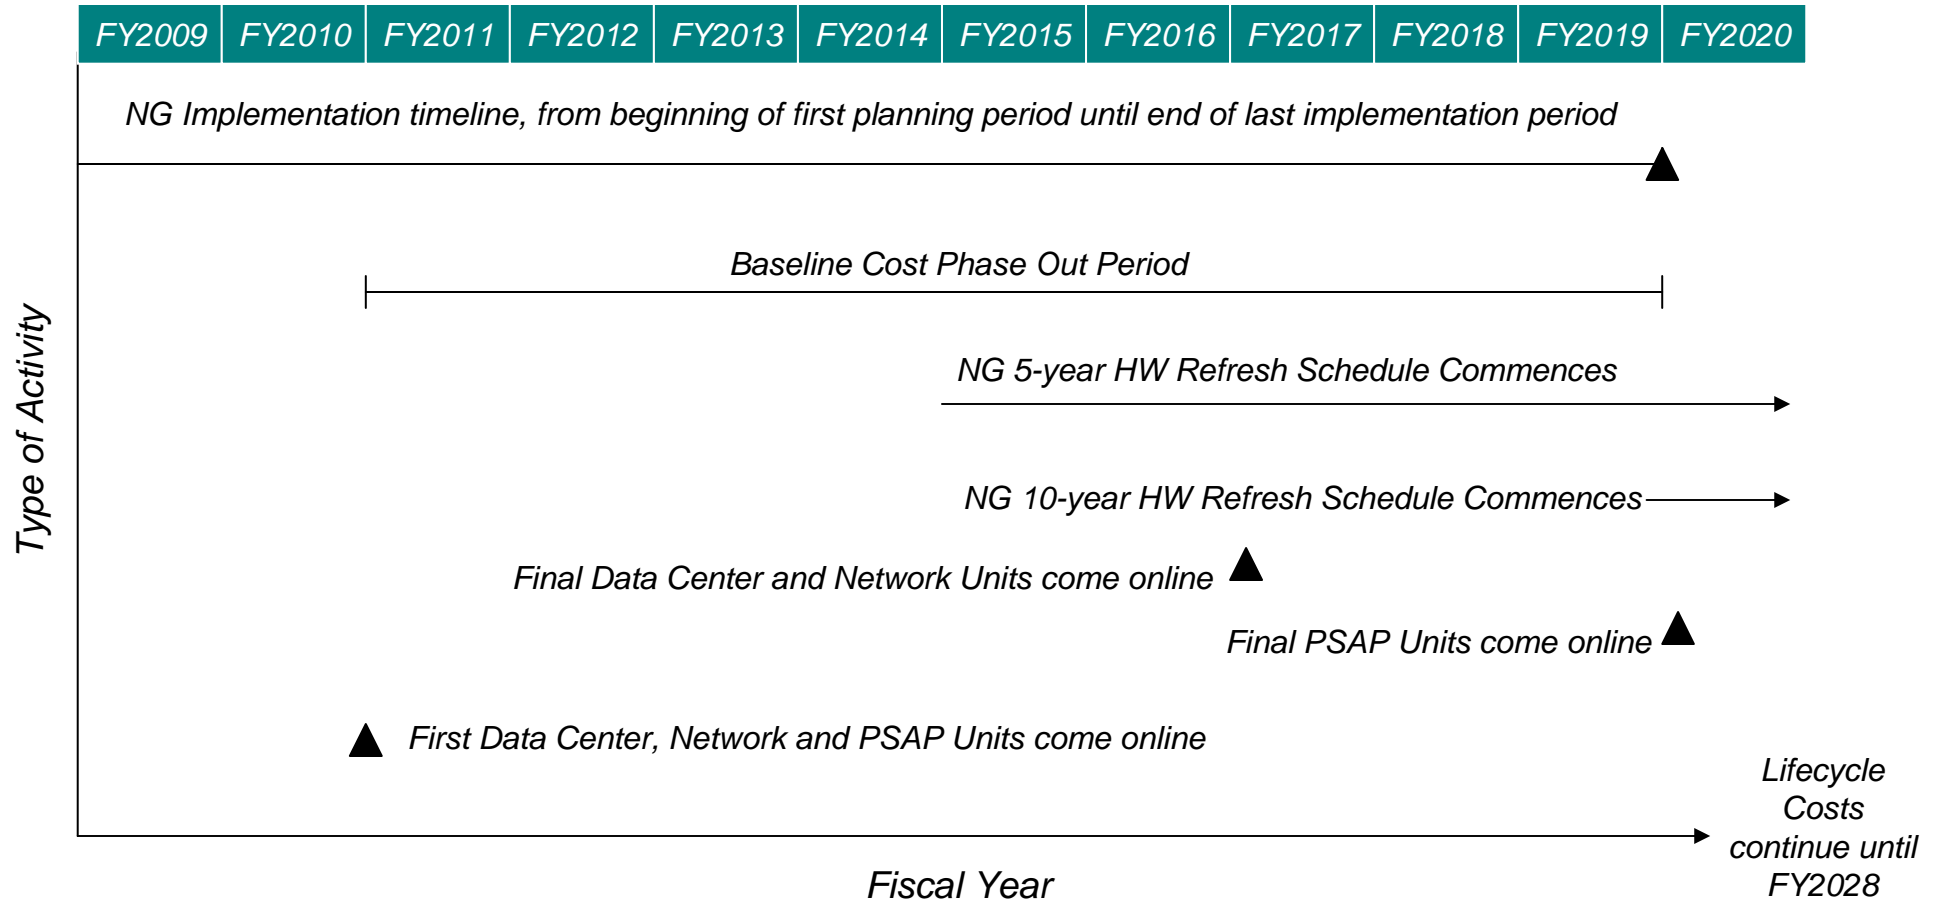 FY2009 FY2010 FY2011 FY2012 FY2013 FY2014 FY2015 FY2016 FY2017 FY2018 FY2019 FY2020
NG Implementation timeline, from beginning of first planning period until end of last implementation period
Baseline Cost Phase Out Period
NG 5-year HW Refresh Schedule Commences
NG 10-year HW Refresh Schedule Commences
Final Data Center and Network Units come online
Final PSAP Units come online
First Data Center, Network and PSAP Units come online
Type of Activity
Fiscal Year
Lifecycle
Costs
continue until
FY2028